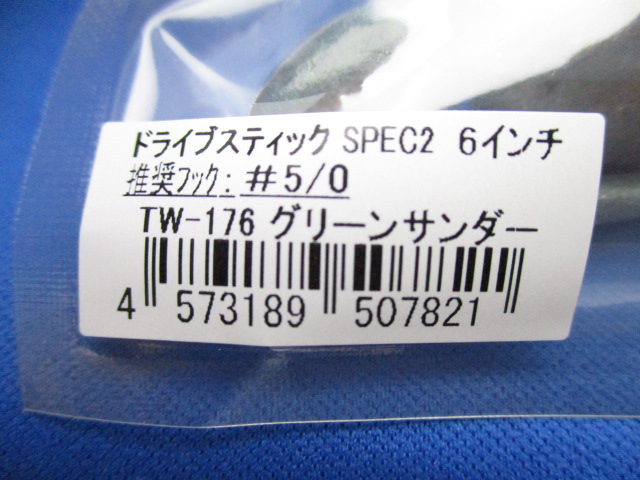 ドライブスティック SPEC2 6インチ
推奨フック: #5/0
TW-176 グリーンサンダー
4 573189 507821